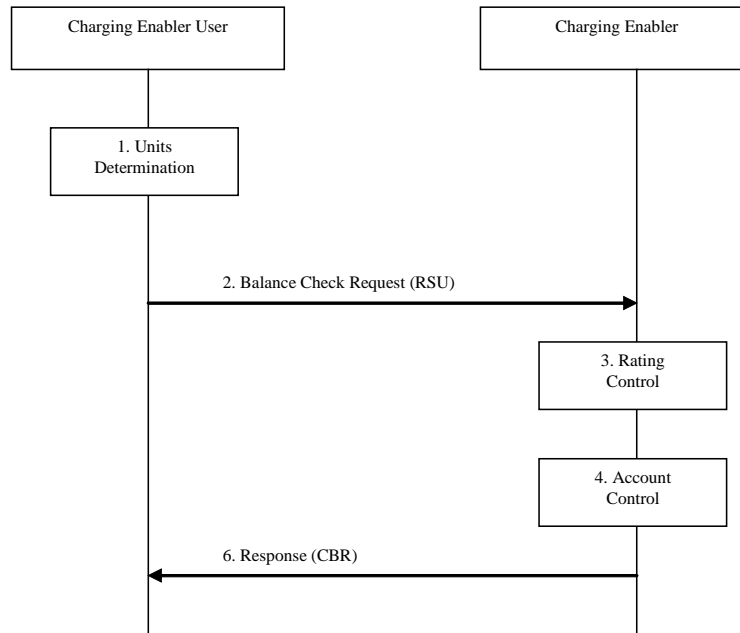 Charging Enabler User
Charging Enabler
1. Units
Determination
2. Balance Check Request (RSU)
3. Rating
Control
4. Account
Control
6. Response (CBR)